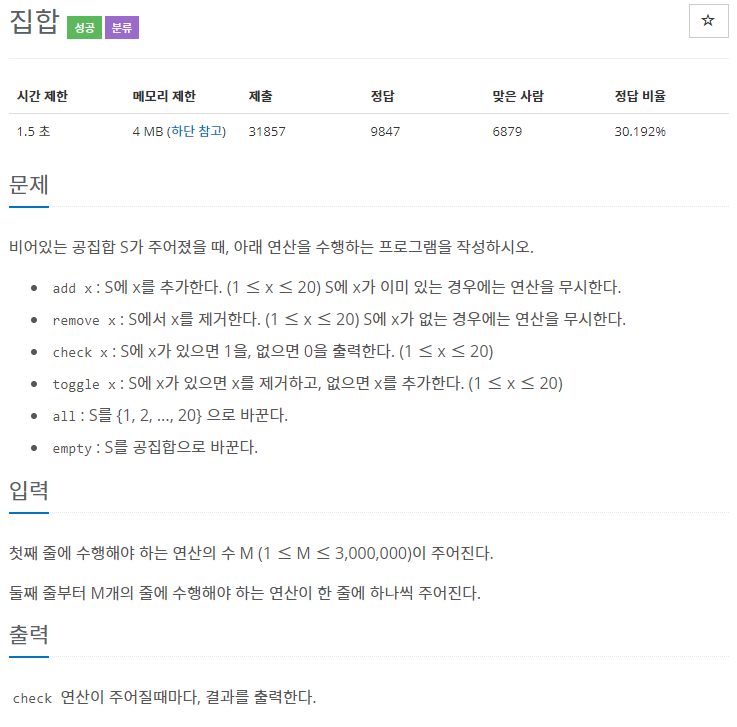 집합 성공 분류
시간 제한 메모리 제한 제출 정답 맞은 사람 정답 비율
1.5 초 4 MB (하단 참고) 31857 9847 6879 30.192%
문제
비어있는 공집합 S가 주어졌을 때, 아래 연산을 수행하는 프로그램을 작성하시오.
• add x : S에 x를 추가한다. (1 ≤ x ≤ 20) S에 x가 이미 있는 경우에는 연산을 무시한다.
• remove x : S에서 x를 제거한다. (1 ≤ x ≤ 20) S에 x가 없는 경우에는 연산을 무시한다.
• check x : S에 x가 있으면 1을, 없으면 0을 출력한다. (1 ≤ x ≤ 20)
• toggle x : S에 x가 있으면 x를 제거하고, 없으면 x를 추가한다. (1 ≤ x ≤ 20)
• all : S를 {1, 2, ..., 20} 으로 바꾼다.
• empty : S를 공집합으로 바꾼다.
입력
첫째 줄에 수행해야 하는 연산의 수 M (1 ≤ M ≤ 3,000,000)이 주어진다.
둘째 줄부터 M개의 줄에 수행해야 하는 연산이 한 줄에 하나씩 주어진다.
출력
check 연산이 주어질때마다, 결과를 출력한다.